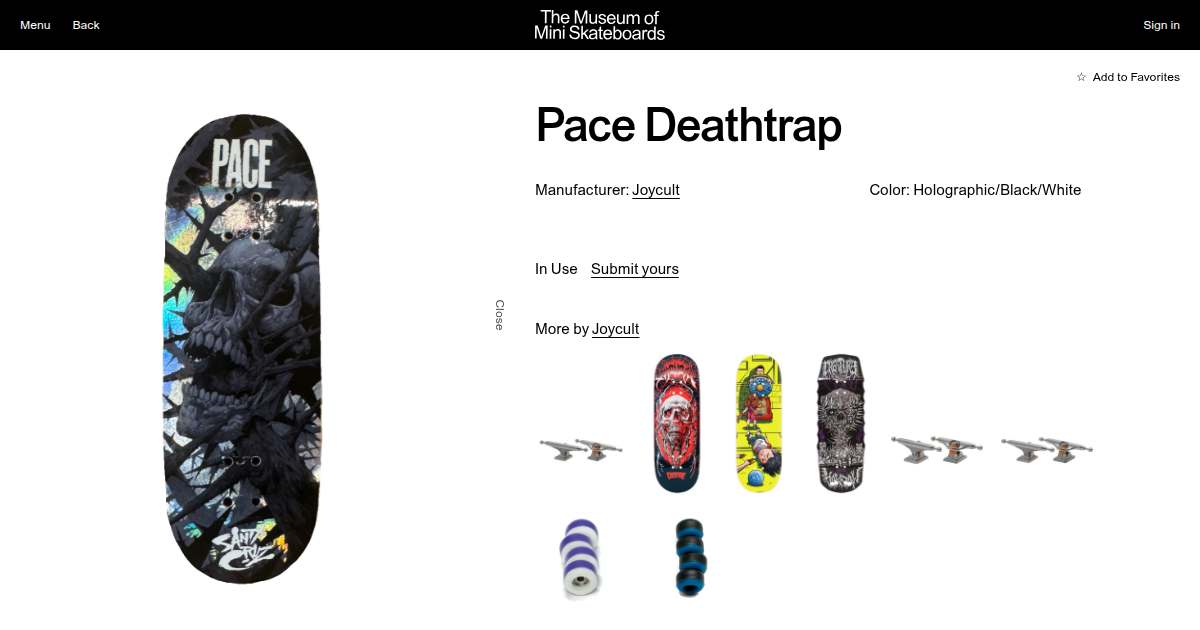 Menu
Back
The Museum of
Mini Skateboards
Sign in
☆ Add to Favorites
Pace Deathtrap
Manufacturer: Joycult
Color: Holographic/Black/White
In Use
Submit yours
Close
More by Joycult
PACE
SANTA
CRUZ